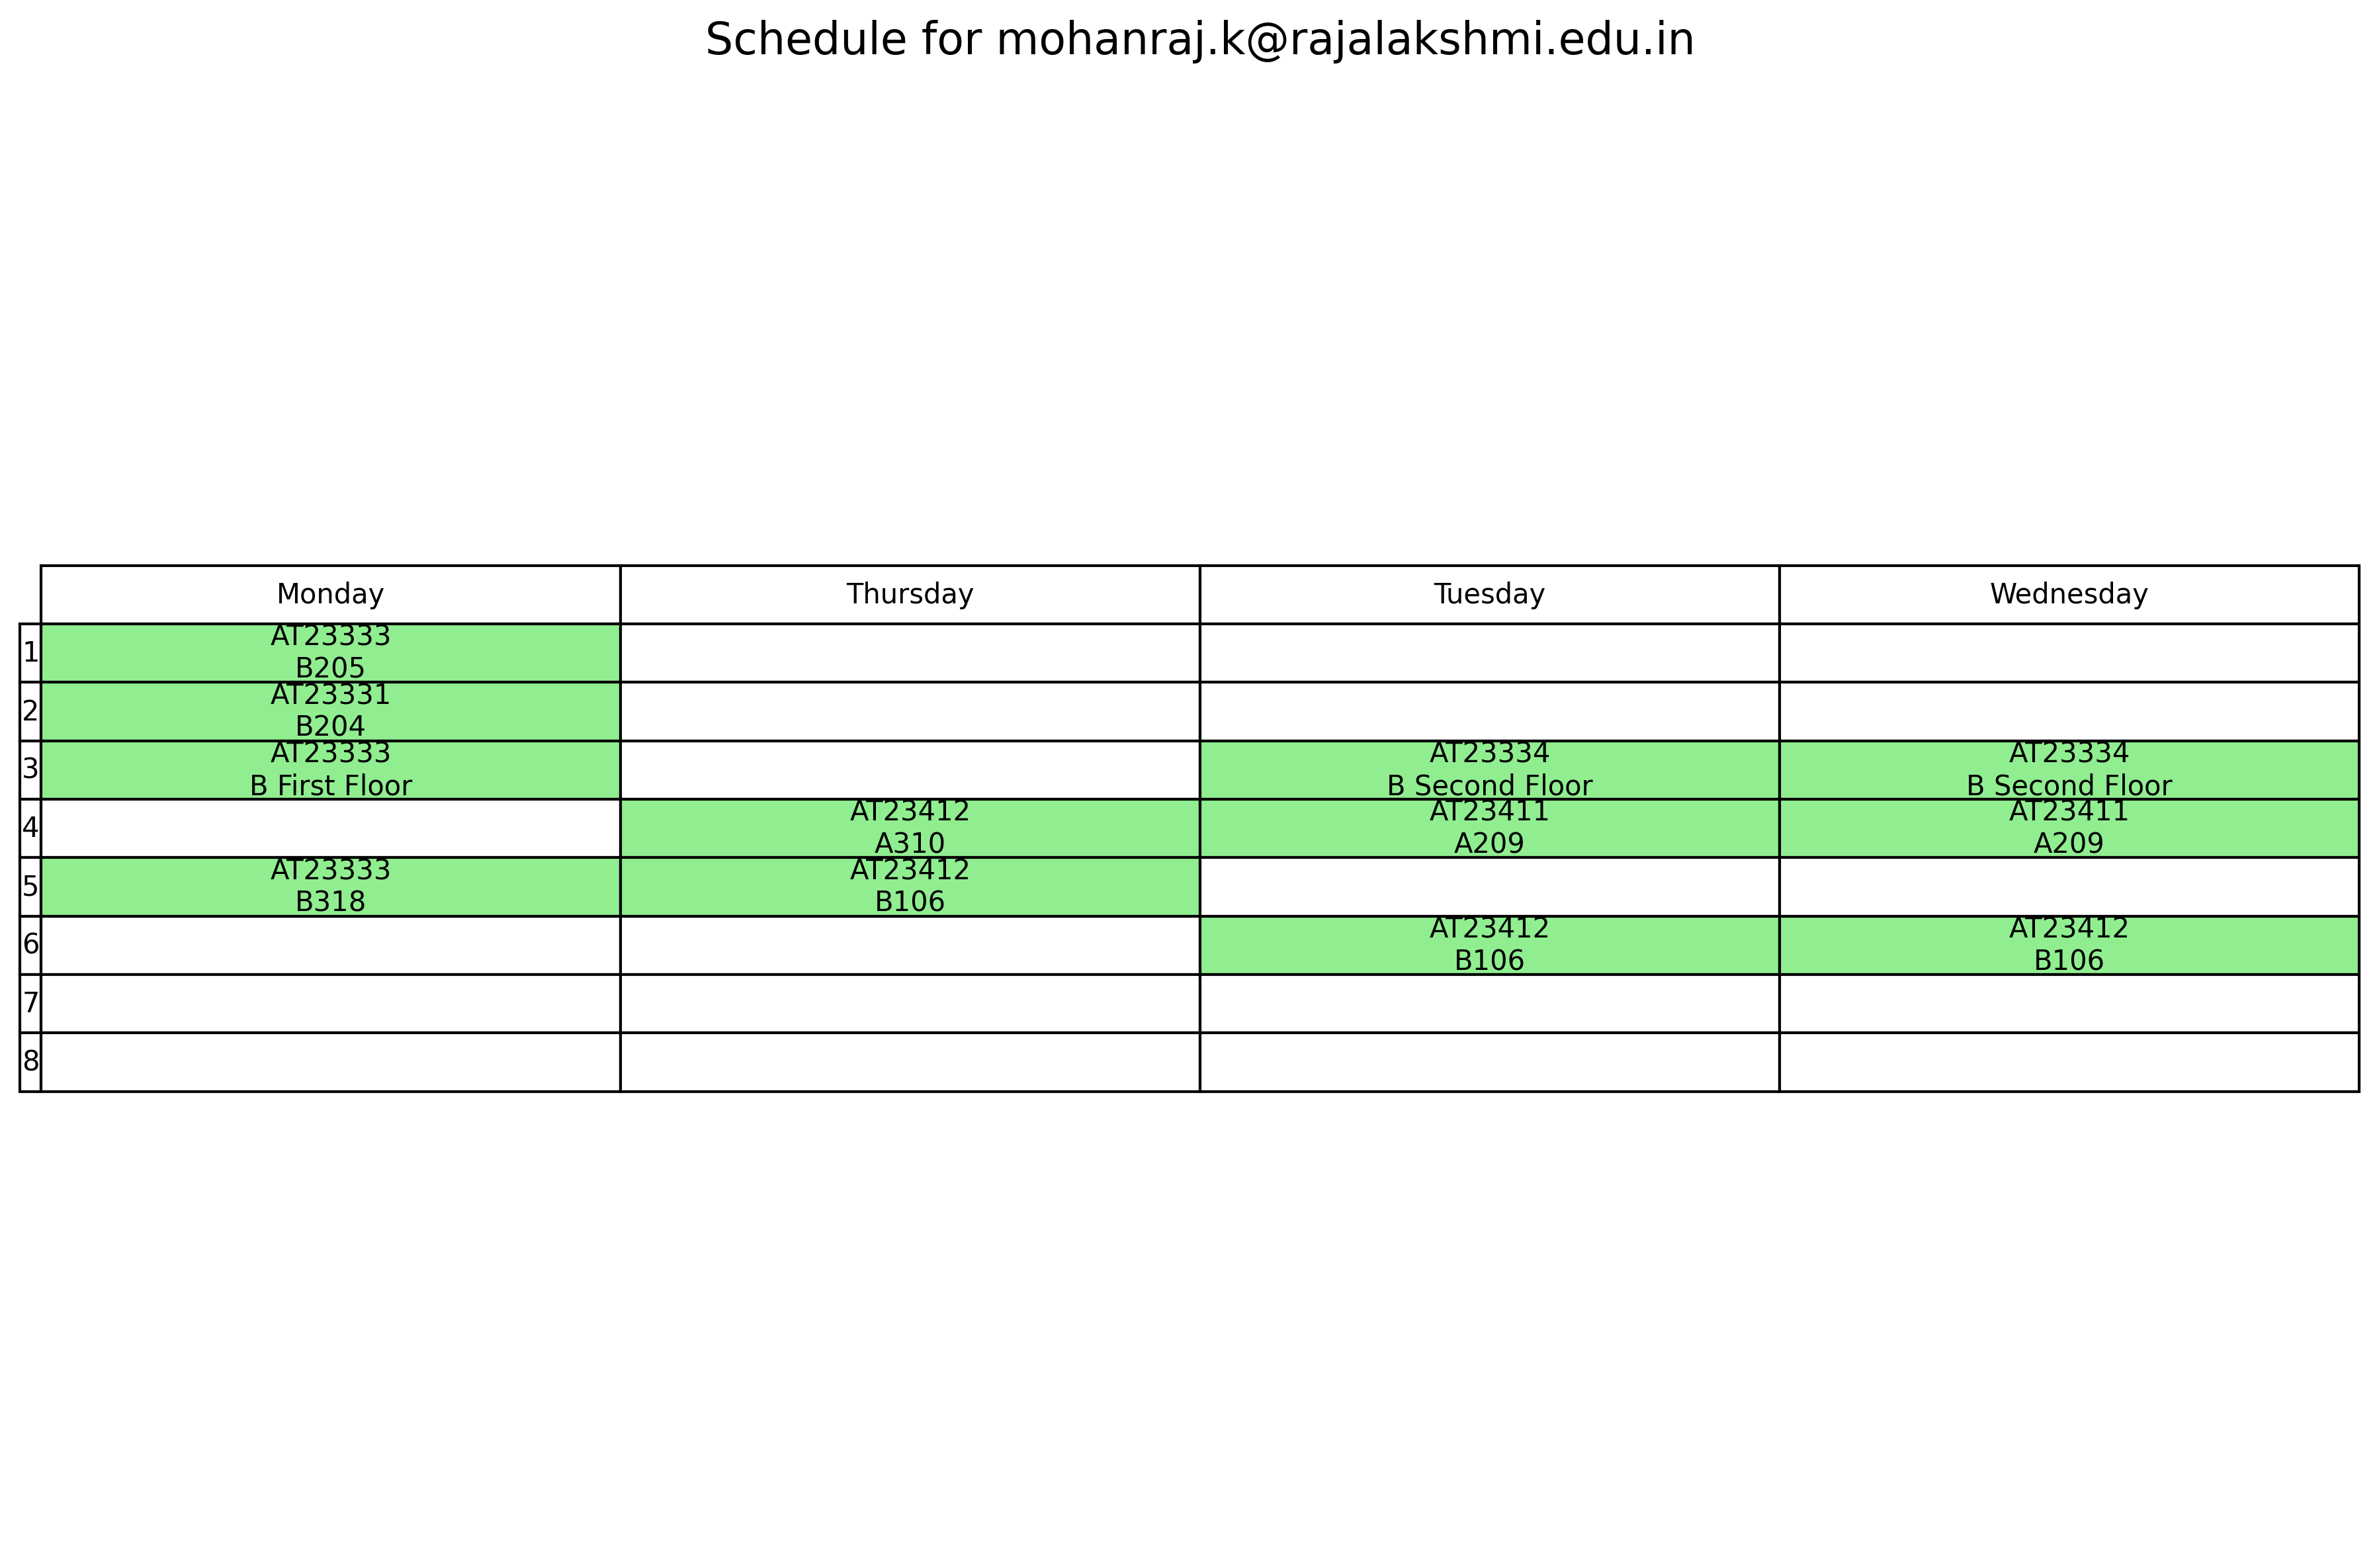 Schedule for mohanraj.k@rajalakshmi.edu.in
Monday Thursday Tuesday Wednesday
1 AT23333
B205
2 AT23331
B204
3 AT23333 AT23334 AT23334
B First Floor B Second Floor B Second Floor
4 AT23412 AT23411 AT23411
A310 A209 A209
5 AT23333 AT23412
B318 B106
6 AT23412 AT23412
B106 B106
7
8